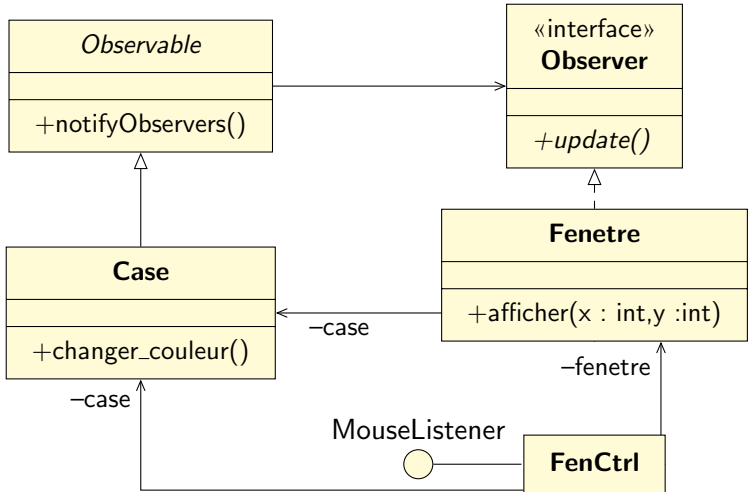 Observable
+notifyObservers()
«interface»
Observer
+update()
Case
+changer_couleur()
Fenetre
+afficher(x : int,y :int)
–case
–fenetre
–case
MouseListener
FenCtrl